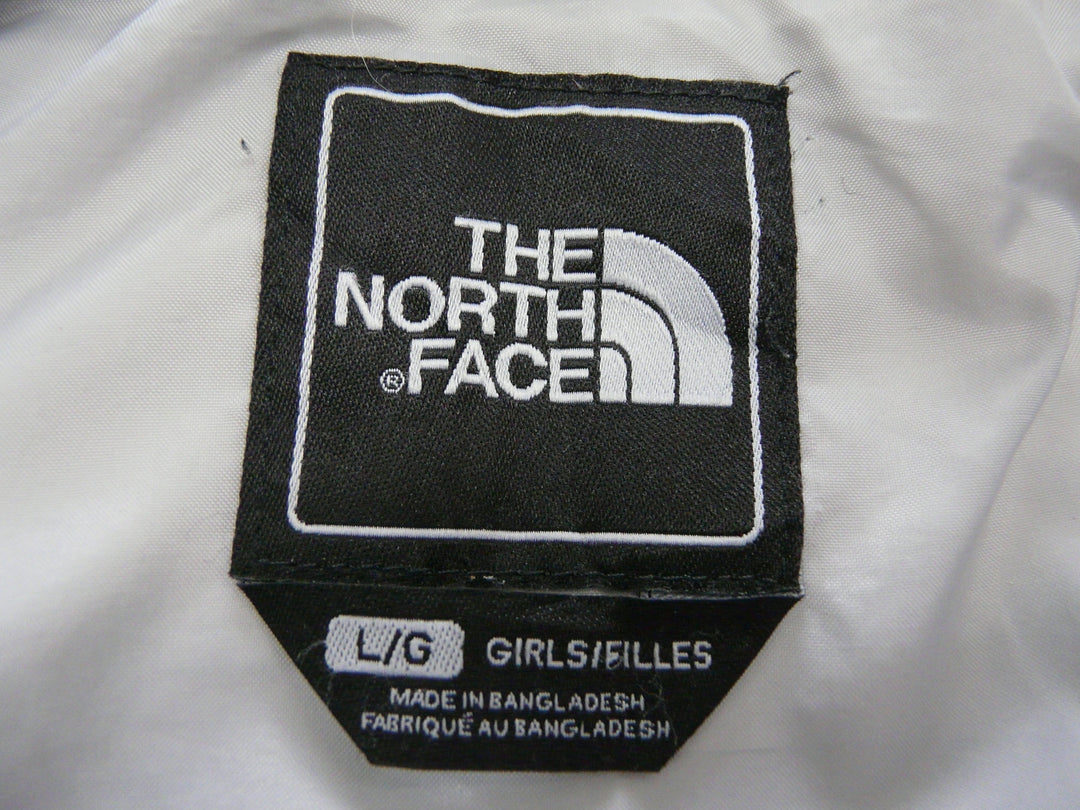 THE
NORTH
®FACE
L/G GIRLS/FILLES
MADE IN BANGLADESH
FABRIQUÉ AU BANGLADESH